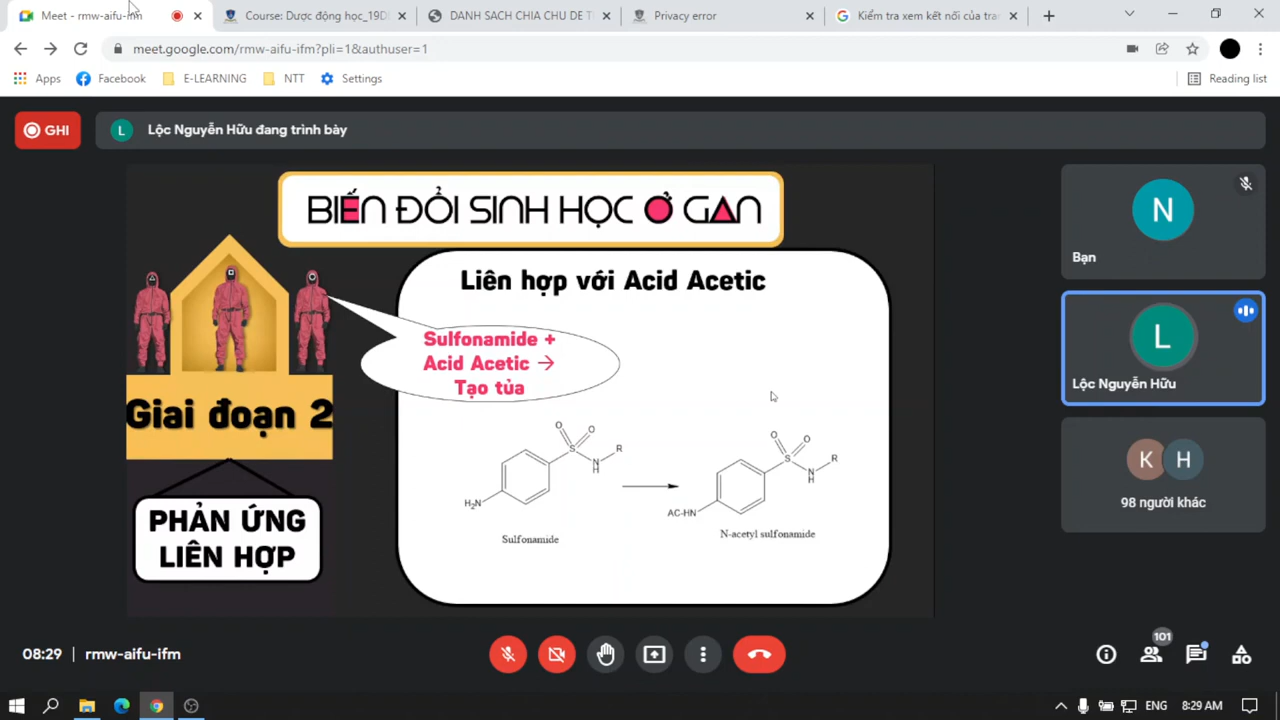 Meet - rmw-aifu-ifm
Course: Dược động học_19D
DANH SACH CHIA CHU DE T
Privacy error
Kiểm tra xem kết nối của tra
meet.google.com/rmw-aifu-ifm?pli=1&authuser=1
Apps
Facebook
E-LEARNING
NTT
Settings
Reading list
GHI
L
Lộc Nguyễn Hữu đang trình bày
BIẾN ĐỔI SINH HỌC Ở GAN
Liên hợp với Acid Acetic
Sulfonamide +
Acid Acetic →
Tạo tủa
Giai đoạn 2
PHẢN ỨNG
LIÊN HỢP
O
O
S
N
H
R
H₂N
Sulfonamide
O
O
S
N
H
R
AC-HN
N-acetyl sulfonamide
N
Bạn
L
Lộc Nguyễn Hữu
K
H
98 người khác
08:29 | rmw-aifu-ifm
101
ENG
8:29 AM